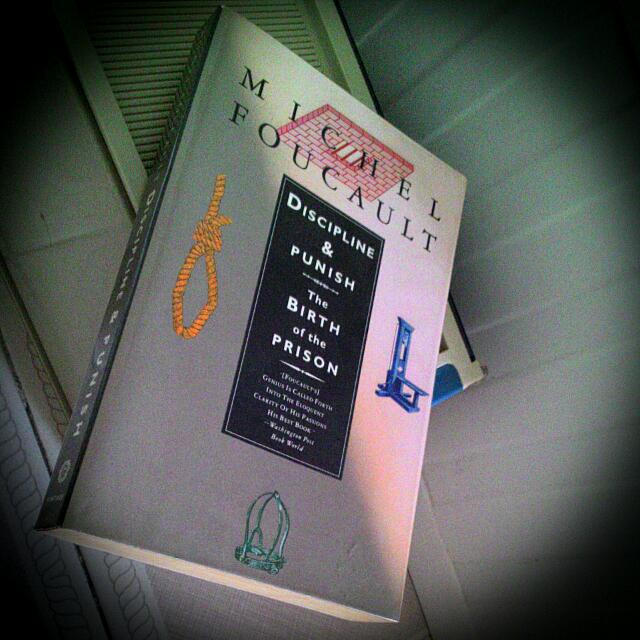 MICHEL
FOUCAULT
DISCIPLINE
&
PUNISH
The
BIRTH
of the
PRISON
[FOUCAULT'S]
GENIUS IS CALLED FORTH
INTO THE ELOQUENT
CLARITY OF HIS PASSIONS
HIS BEST BOOK
—Washington Post
Book World
DISCIPLINE & PUNISH